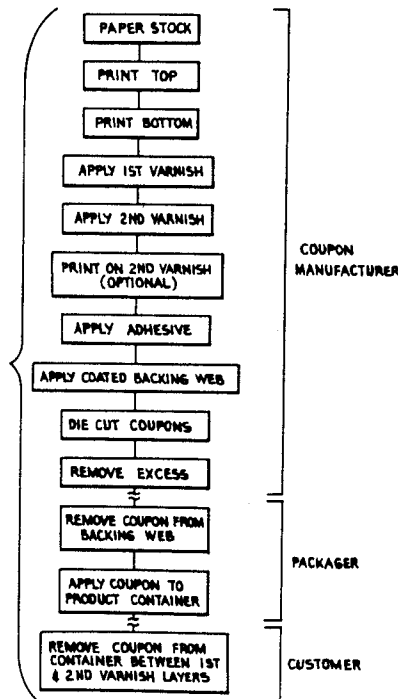 PAPER STOCK
PRINT TOP
PRINT BOTTOM
APPLY 1ST VARNISH
APPLY 2ND VARNISH
PRINT ON 2ND VARNISH
(OPTIONAL)
APPLY ADHESIVE
APPLY COATED BACKING WEB
DIE CUT COUPONS
REMOVE EXCESS
COUPON
MANUFACTURER
REMOVE COUPON FROM
BACKING WEB
APPLY COUPON TO
PRODUCT CONTAINER
PACKAGER
REMOVE COUPON FROM
CONTAINER BETWEEN 1ST
& 2ND VARNISH LAYERS
CUSTOMER